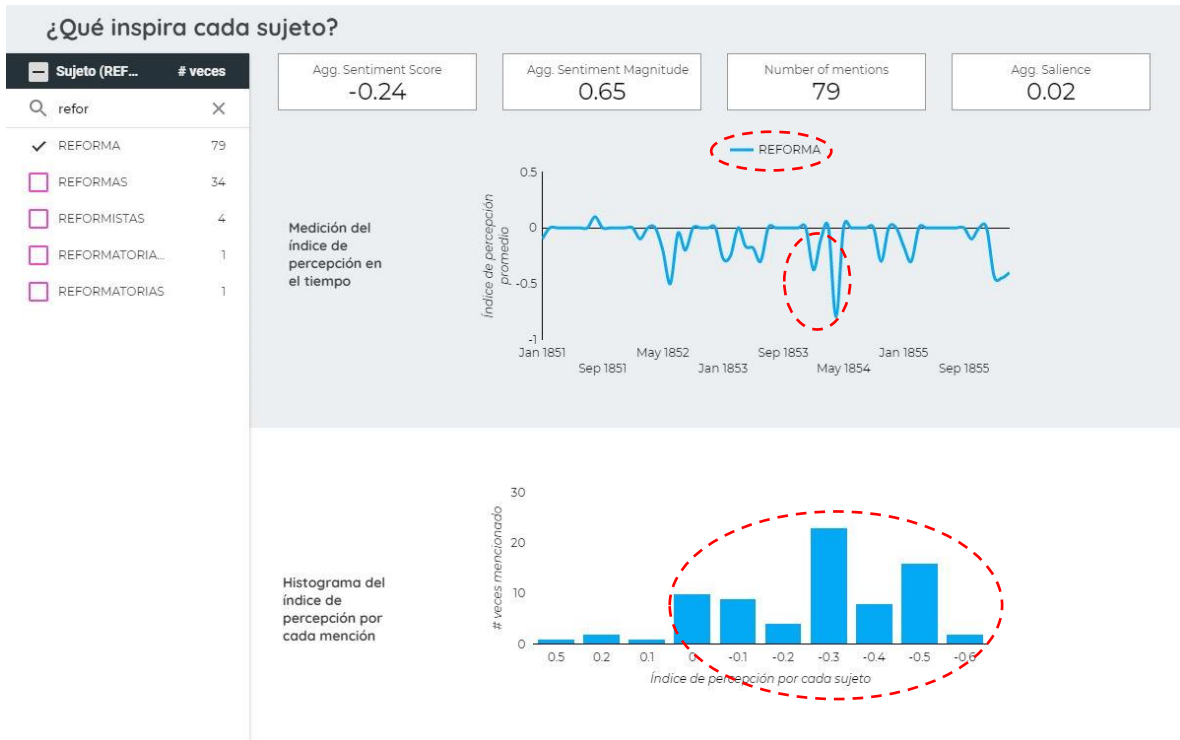 ¿Qué inspira cada sujeto?
Sujeto (REF... # veces
refor
REFORMA 79
REFORMAS 34
REFORMISTAS 4
REFORMATORIA... 1
REFORMATORIAS 1
Agg. Sentiment Score
-0.24
Agg. Sentiment Magnitude
0.65
Number of mentions
79
Agg. Salience
0.02
REFORMA
Medición del
índice de
percepción en
el tiempo
Índice de percepción
promedio
0.5
0
-0.5
-1
Jan 1851 May 1852 Sep 1853 Jan 1855
Sep 1851 Jan 1853 May 1854 Sep 1855
Histograma del
índice de
percepción por
cada mención
# veces mencionado
30
20
10
0
0.5 0.2 0.1 0 -0.1 -0.2 -0.3 -0.4 -0.5 -0.6
Índice de percepción por cada sujeto